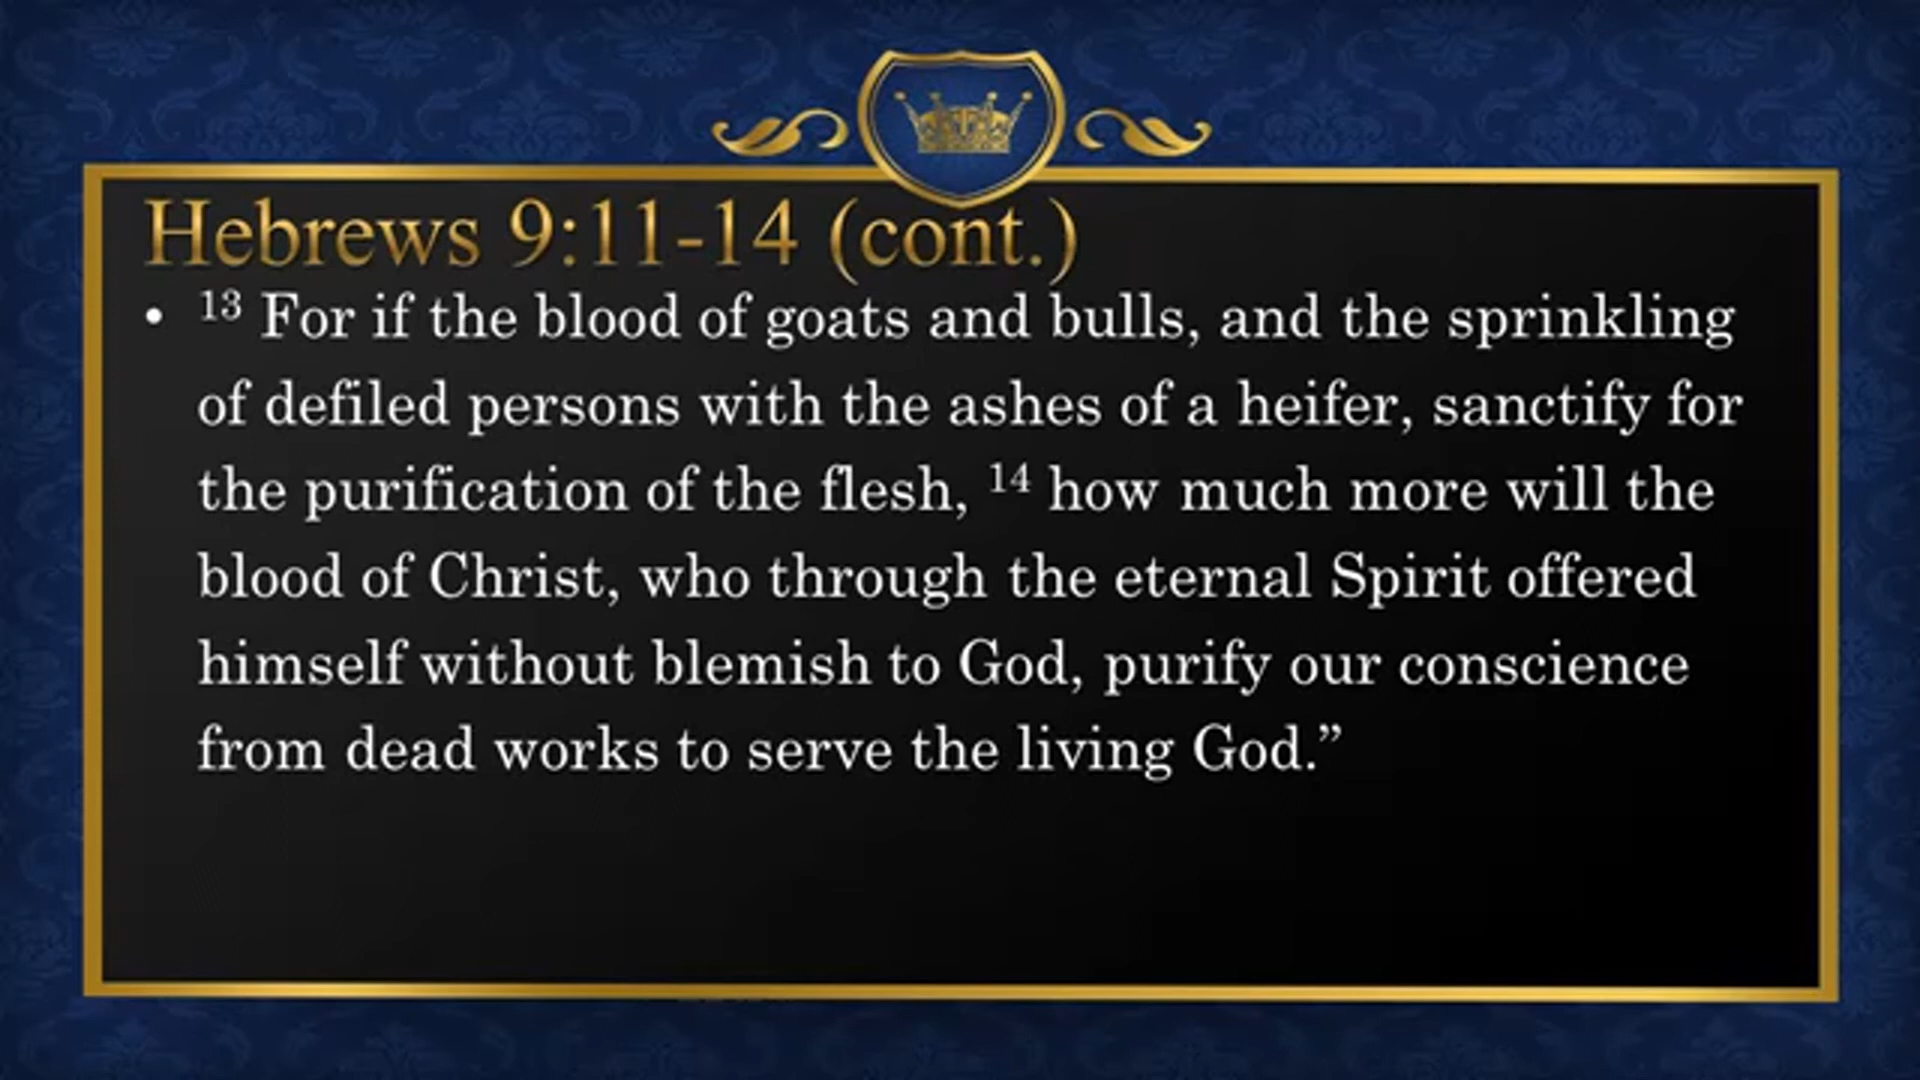 Hebrews 9:11-14 (cont.)
• 13 For if the blood of goats and bulls, and the sprinkling
of defiled persons with the ashes of a heifer, sanctify for
the purification of the flesh, 14 how much more will the
blood of Christ, who through the eternal Spirit offered
himself without blemish to God, purify our conscience
from dead works to serve the living God.”